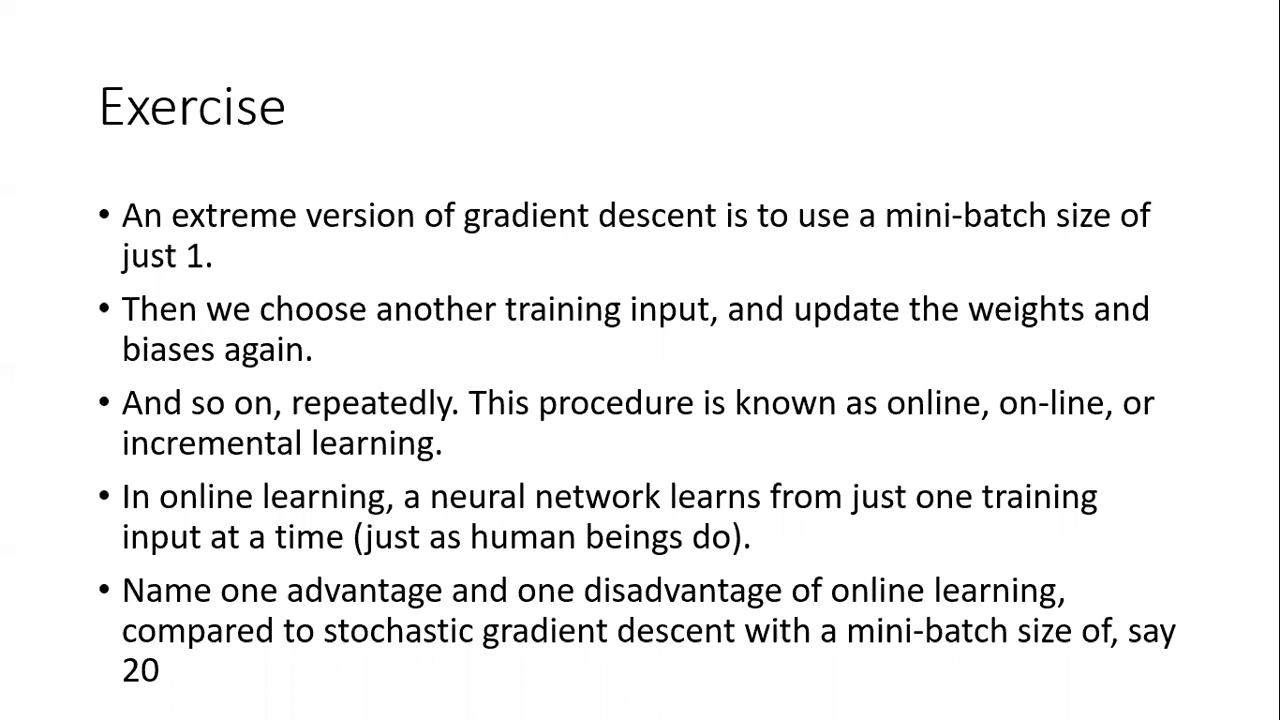 Exercise
• An extreme version of gradient descent is to use a mini-batch size of
just 1.
• Then we choose another training input, and update the weights and
biases again.
• And so on, repeatedly. This procedure is known as online, on-line, or
incremental learning.
• In online learning, a neural network learns from just one training
input at a time (just as human beings do).
• Name one advantage and one disadvantage of online learning,
compared to stochastic gradient descent with a mini-batch size of, say
20